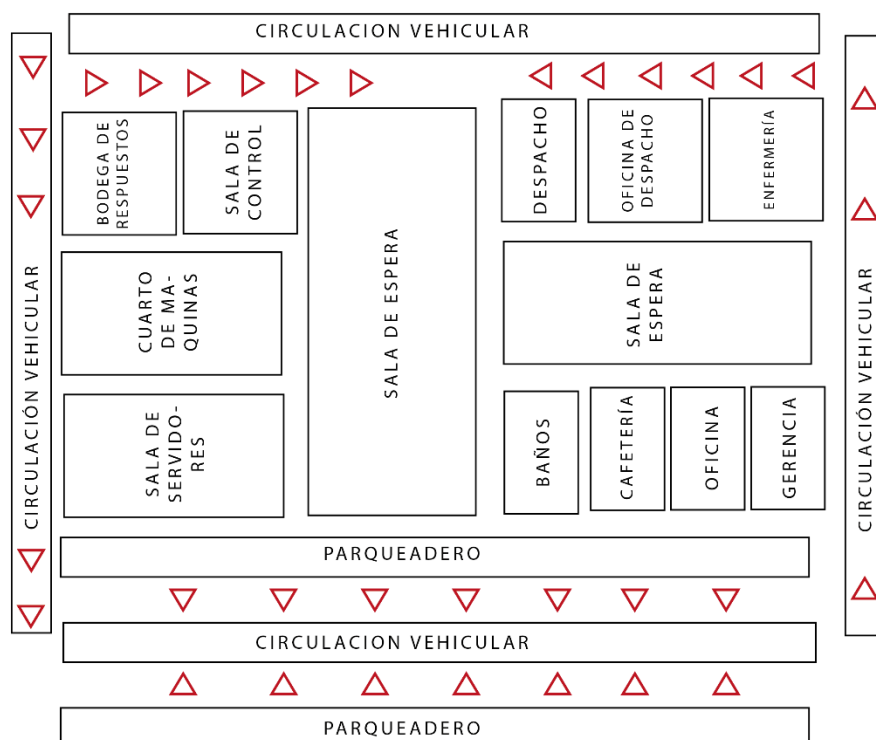 CIRCULACION VEHICULAR
CIRCULACIÓN VEHICULAR
BODEGA DE
RESPUESTOS
SALA DE
CONTROL
SALA DE ESPERA
DESPACHO
OFICINA DE
DESPACHO
ENFERMERÍA
CIRCULACIÓN VEHICULAR
CUARTO
DE MA-
QUINAS
SALA DE
ESPERA
SALA DE
SERVIDO-
RES
BAÑOS
CAFETERÍA
OFICINA
GERENCIA
PARQUEADERO
CIRCULACION VEHICULAR
PARQUEADERO